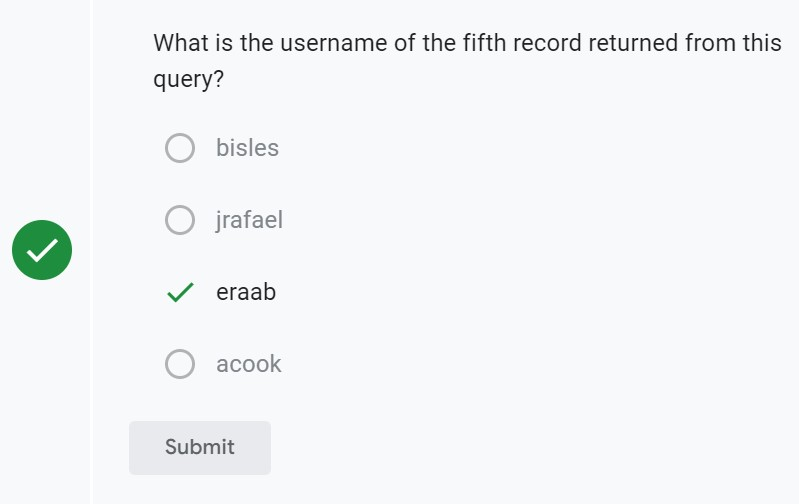 What is the username of the fifth record returned from this
query?
bisles
jrafael
eraab
acook
Submit